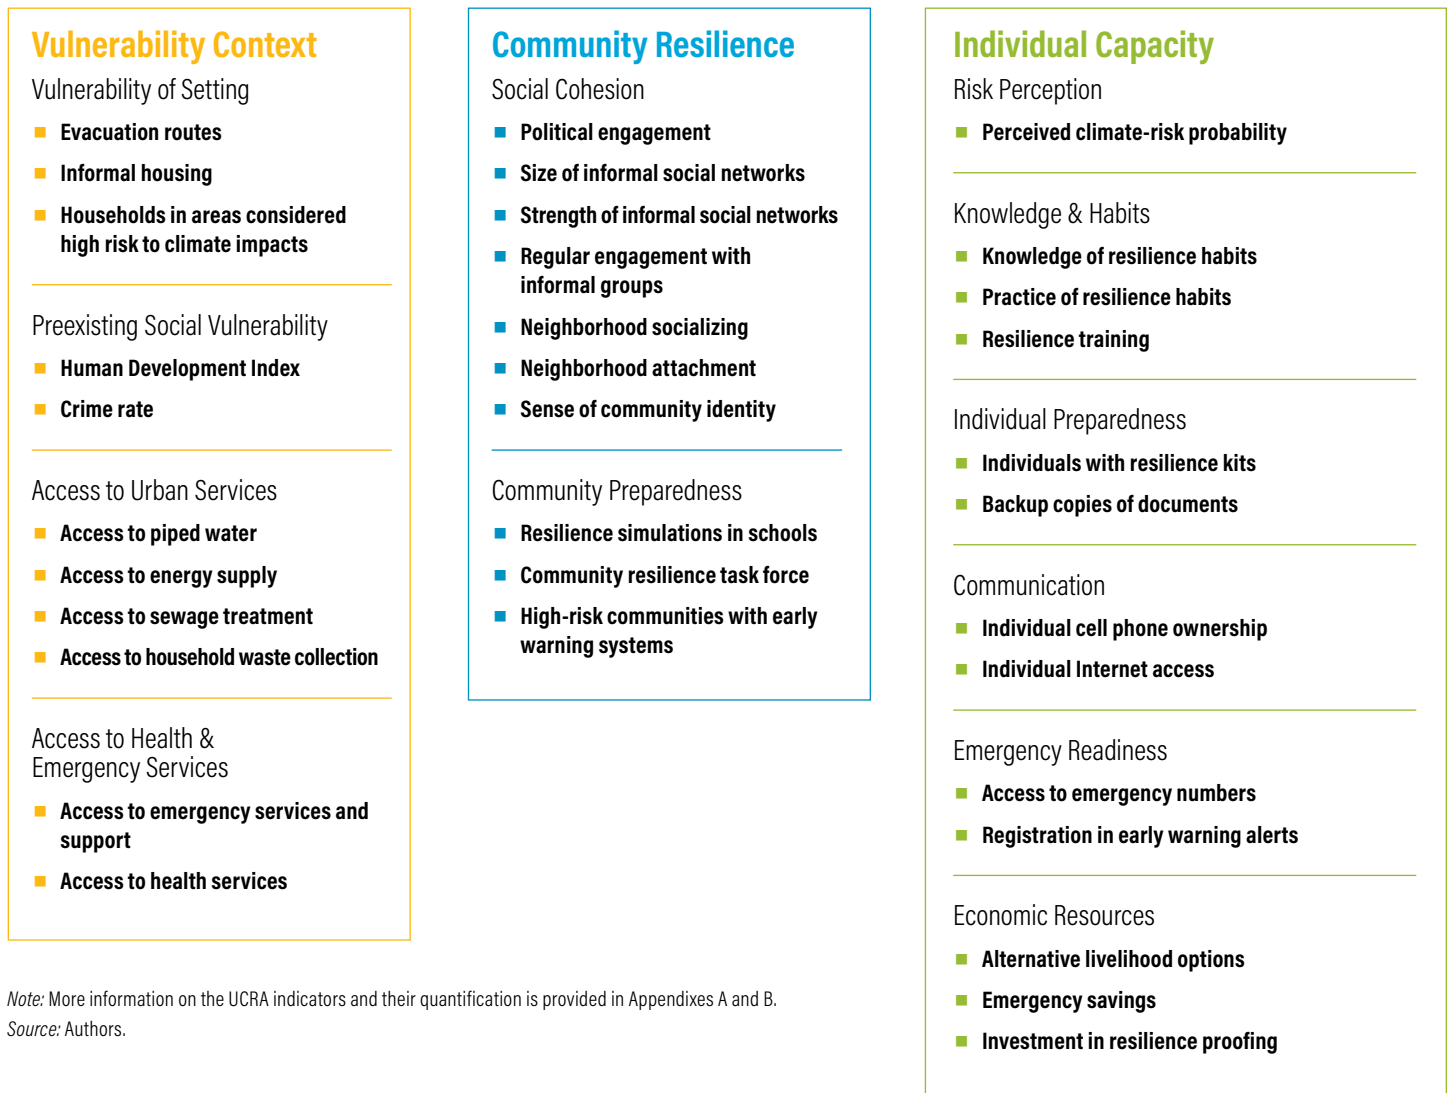 Vulnerability Context
Vulnerability of Setting
Evacuation routes
Informal housing
Households in areas considered
high risk to climate impacts
Preexisting Social Vulnerability
Human Development Index
Crime rate
Access to Urban Services
Access to piped water
Access to energy supply
Access to sewage treatment
Access to household waste collection
Access to Health &
Emergency Services
Access to emergency services and
support
Access to health services
Community Resilience
Social Cohesion
Political engagement
Size of informal social networks
Strength of informal social networks
Regular engagement with
informal groups
Neighborhood socializing
Neighborhood attachment
Sense of community identity
Community Preparedness
Resilience simulations in schools
Community resilience task force
High-risk communities with early
warning systems
Individual Capacity
Risk Perception
Perceived climate-risk probability
Knowledge & Habits
Knowledge of resilience habits
Practice of resilience habits
Resilience training
Individual Preparedness
Individuals with resilience kits
Backup copies of documents
Communication
Individual cell phone ownership
Individual Internet access
Emergency Readiness
Access to emergency numbers
Registration in early warning alerts
Economic Resources
Alternative livelihood options
Emergency savings
Investment in resilience proofing
Note: More information on the UCRA indicators and their quantification is provided in Appendixes A and B.
Source: Authors.